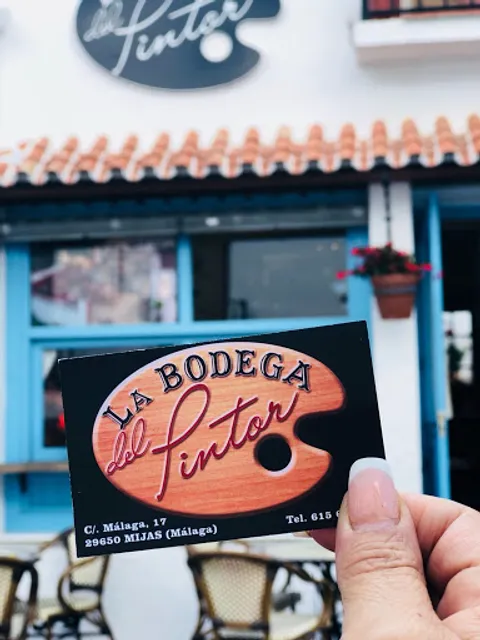 del
Pintor
LA BODEGA
del Pintor
C/. Málaga, 17
29650 MIJAS (Málaga)
Tel. 615